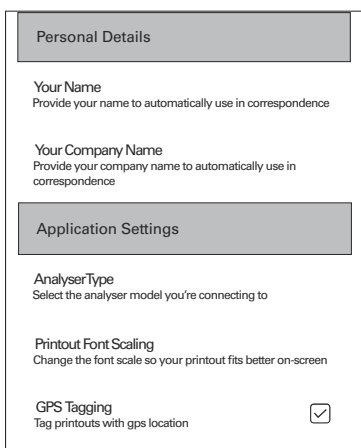 Personal Details
Your Name
Provide your name to automatically use in correspondence
Your Company Name
Provide your company name to automatically use in
correspondence
Application Settings
AnalyserType
Select the analyser model you're connecting to
Printout Font Scaling
Change the font scale so your printout fits better on-screen
GPS Tagging
Tag printouts with gps location